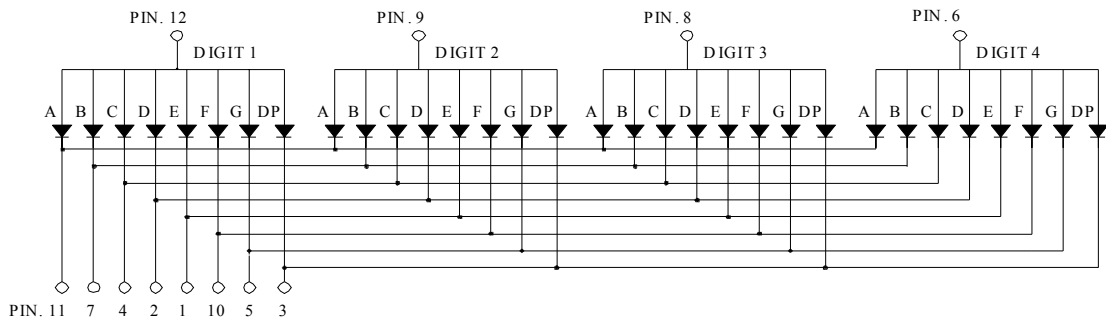 PIN. 12 PIN. 9 PIN. 8 PIN. 6
DIGIT 1 DIGIT 2 DIGIT 3 DIGIT 4
A B C D E F G DP A B C D E F G DP A B C D E F G DP A B C D E F G DP
PIN. 11 7 4 2 1 10 5 3